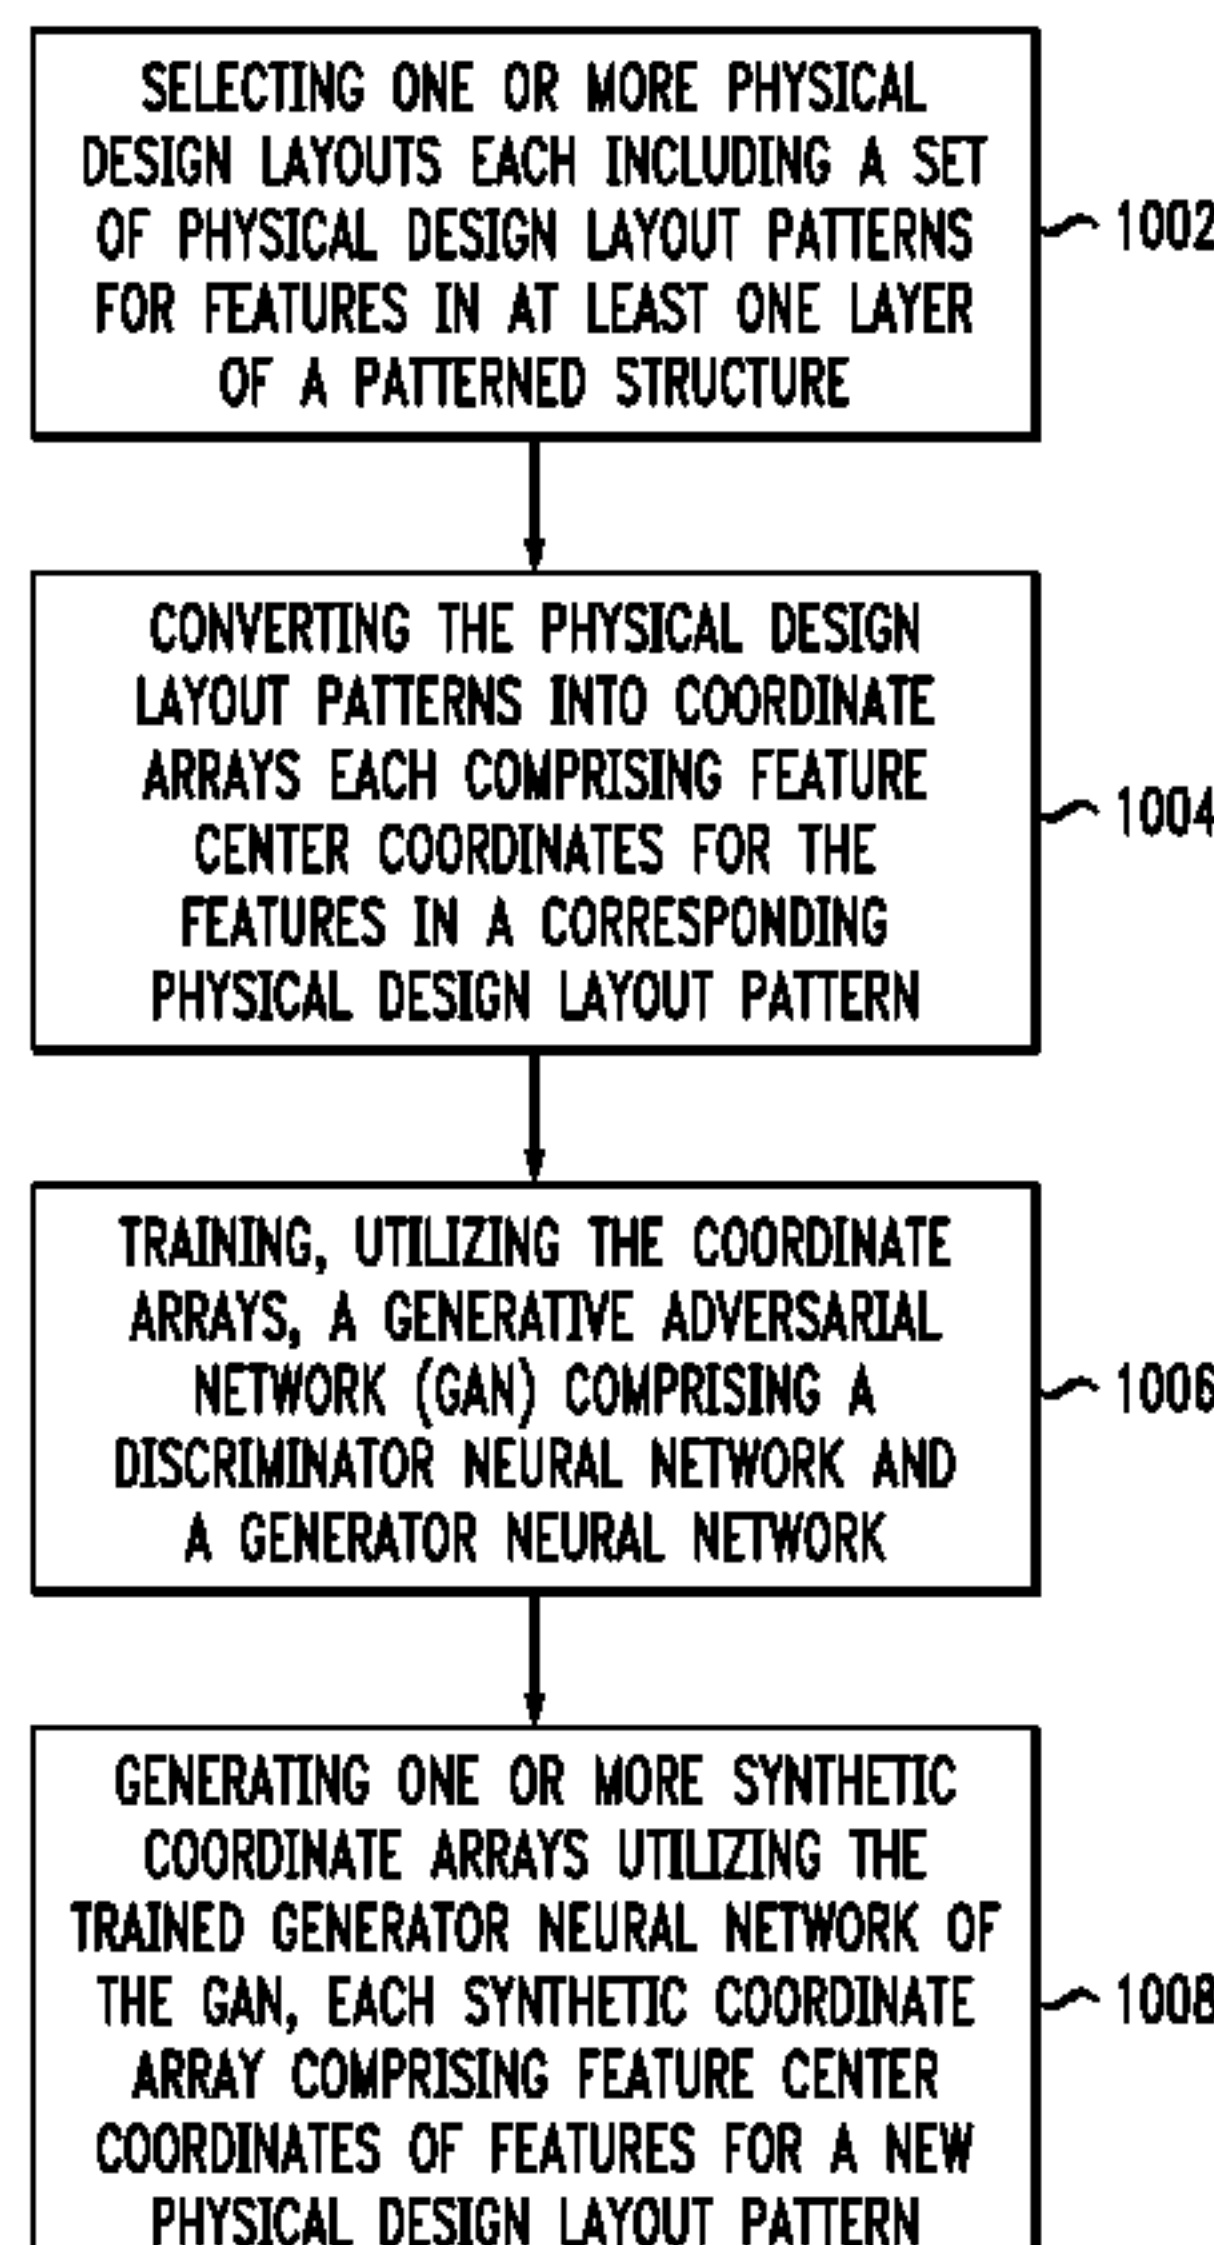 SELECTING ONE OR MORE PHYSICAL
DESIGN LAYOUTS EACH INCLUDING A SET
OF PHYSICAL DESIGN LAYOUT PATTERNS
FOR FEATURES IN AT LEAST ONE LAYER
OF A PATTERNED STRUCTURE
1002
CONVERTING THE PHYSICAL DESIGN
LAYOUT PATTERNS INTO COORDINATE
ARRAYS EACH COMPRISING FEATURE
CENTER COORDINATES FOR THE
FEATURES IN A CORRESPONDING
PHYSICAL DESIGN LAYOUT PATTERN
1004
TRAINING, UTILIZING THE COORDINATE
ARRAYS, A GENERATIVE ADVERSARIAL
NETWORK (GAN) COMPRISING A
DISCRIMINATOR NEURAL NETWORK AND
A GENERATOR NEURAL NETWORK
1006
GENERATING ONE OR MORE SYNTHETIC
COORDINATE ARRAYS UTILIZING THE
TRAINED GENERATOR NEURAL NETWORK OF
THE GAN, EACH SYNTHETIC COORDINATE
ARRAY COMPRISING FEATURE CENTER
COORDINATES OF FEATURES FOR A NEW
PHYSICAL DESIGN LAYOUT PATTERN
1008